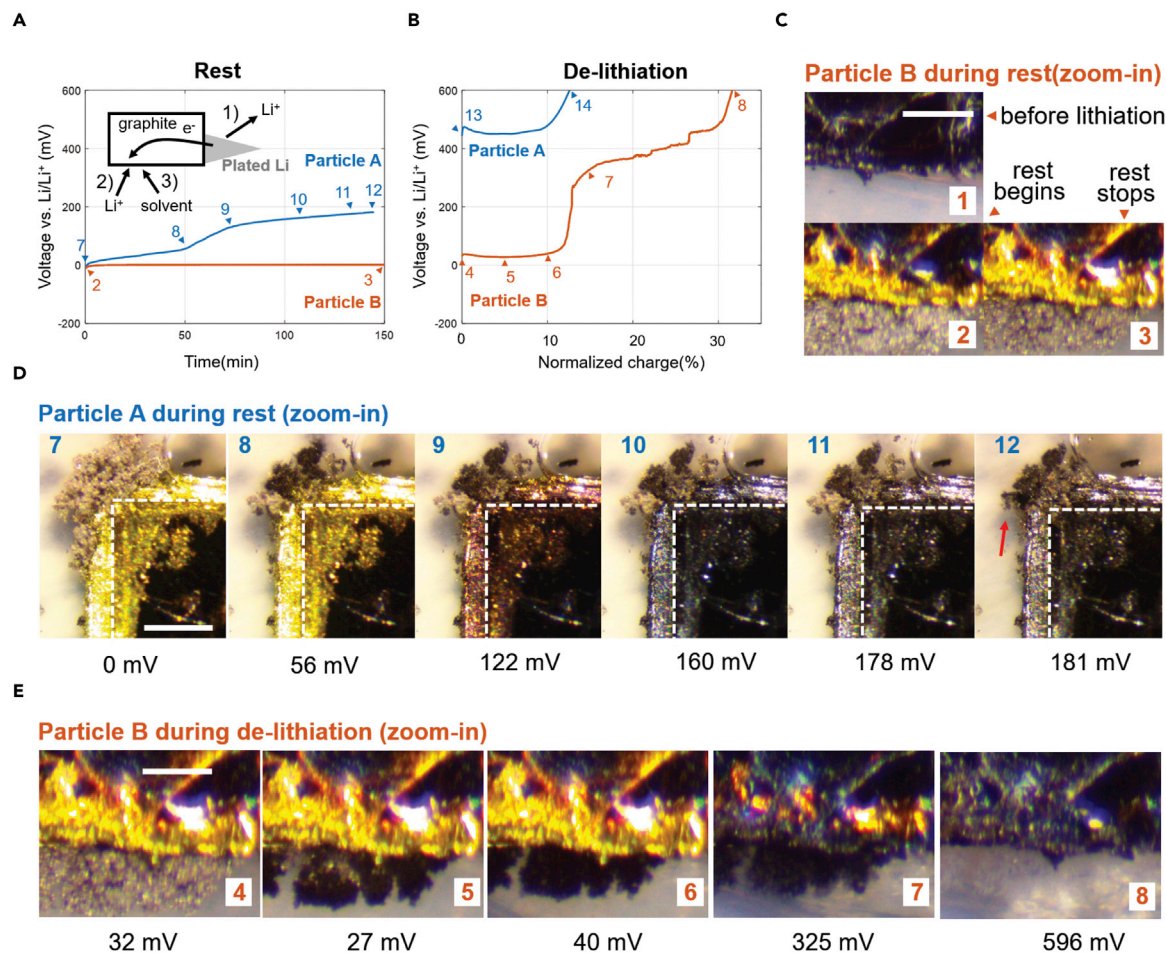 A
B
C
Rest
De-lithiation
Particle B during rest(zoom-in)
Voltage vs. Li/Li⁺ (mV)
600
400
200
0
-200
0
50
100
150
Time(min)
graphite
e-
1)
Li⁺
Plated Li
2)
3)
Li⁺
solvent
Particle A
7
8
9
10
11
12
2
3
Particle B
Voltage vs. Li/Li⁺ (mV)
600
400
200
0
-200
0
10
20
30
Normalized charge(%)
13
14
Particle A
8
7
4
5
6
Particle B
before lithiation
1
rest begins
rest stops
2
3
D
Particle A during rest (zoom-in)
7
8
9
10
11
12
0 mV
56 mV
122 mV
160 mV
178 mV
181 mV
E
Particle B during de-lithiation (zoom-in)
4
5
6
7
8
32 mV
27 mV
40 mV
325 mV
596 mV